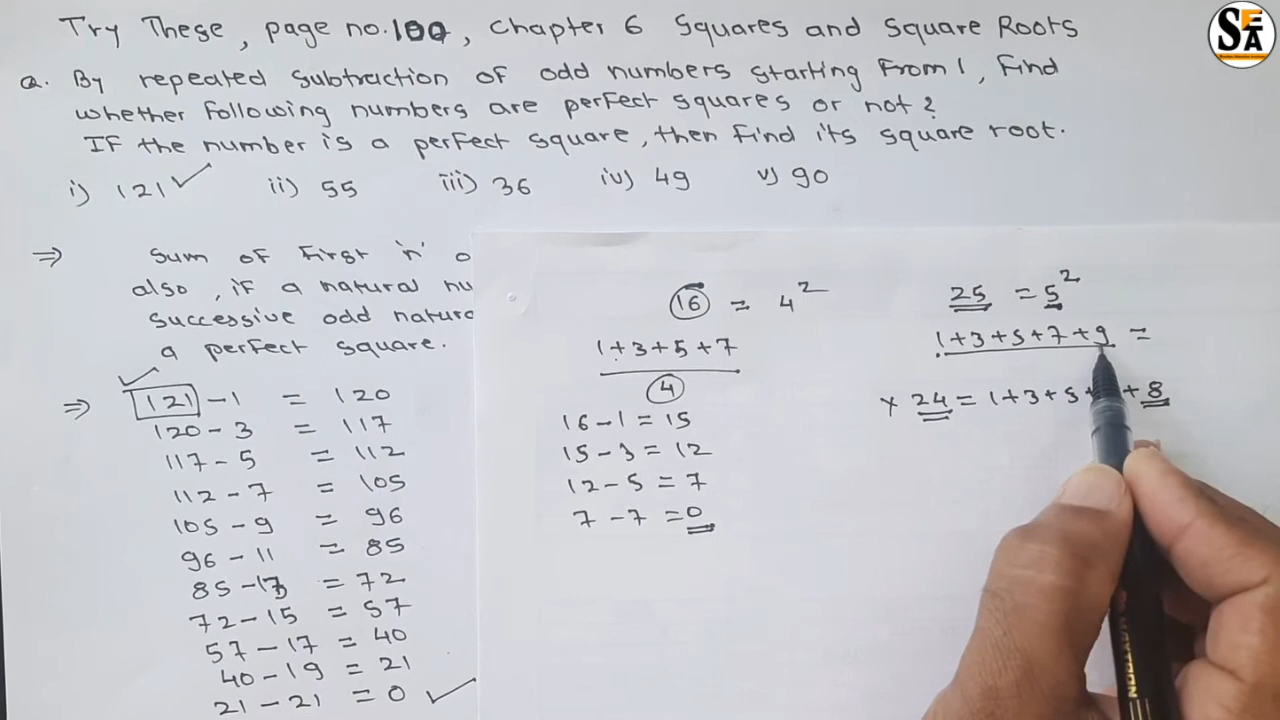 Try These, page no. 100, Chapter 6 Squares and Square Roots
Q. By repeated subtraction of odd numbers starting from 1, find
whether following numbers are perfect squares or not?
If the number is a perfect square, then find its square root.
i) 121 ✓ ii) 55 iii) 36 iv) 49 v) 90
⇒ Sum of first 'n' o
also, if a natural nu
successive odd natura
a perfect square.
⇒ 121 - 1 = 120
120 - 3 = 117
117 - 5 = 112
112 - 7 = 105
105 - 9 = 96
96 - 11 = 85
85 - 13 = 72
72 - 15 = 57
57 - 17 = 40
40 - 19 = 21
21 - 21 = 0 ✓
16 = 4²
1+3+5+7
4
16-1 = 15
15-3 = 12
12-5 = 7
7-7 = 0
25 = 5²
1+3+5+7+9 =
x 24 = 1+3+5+ + 8
SEFA
MAXTRON